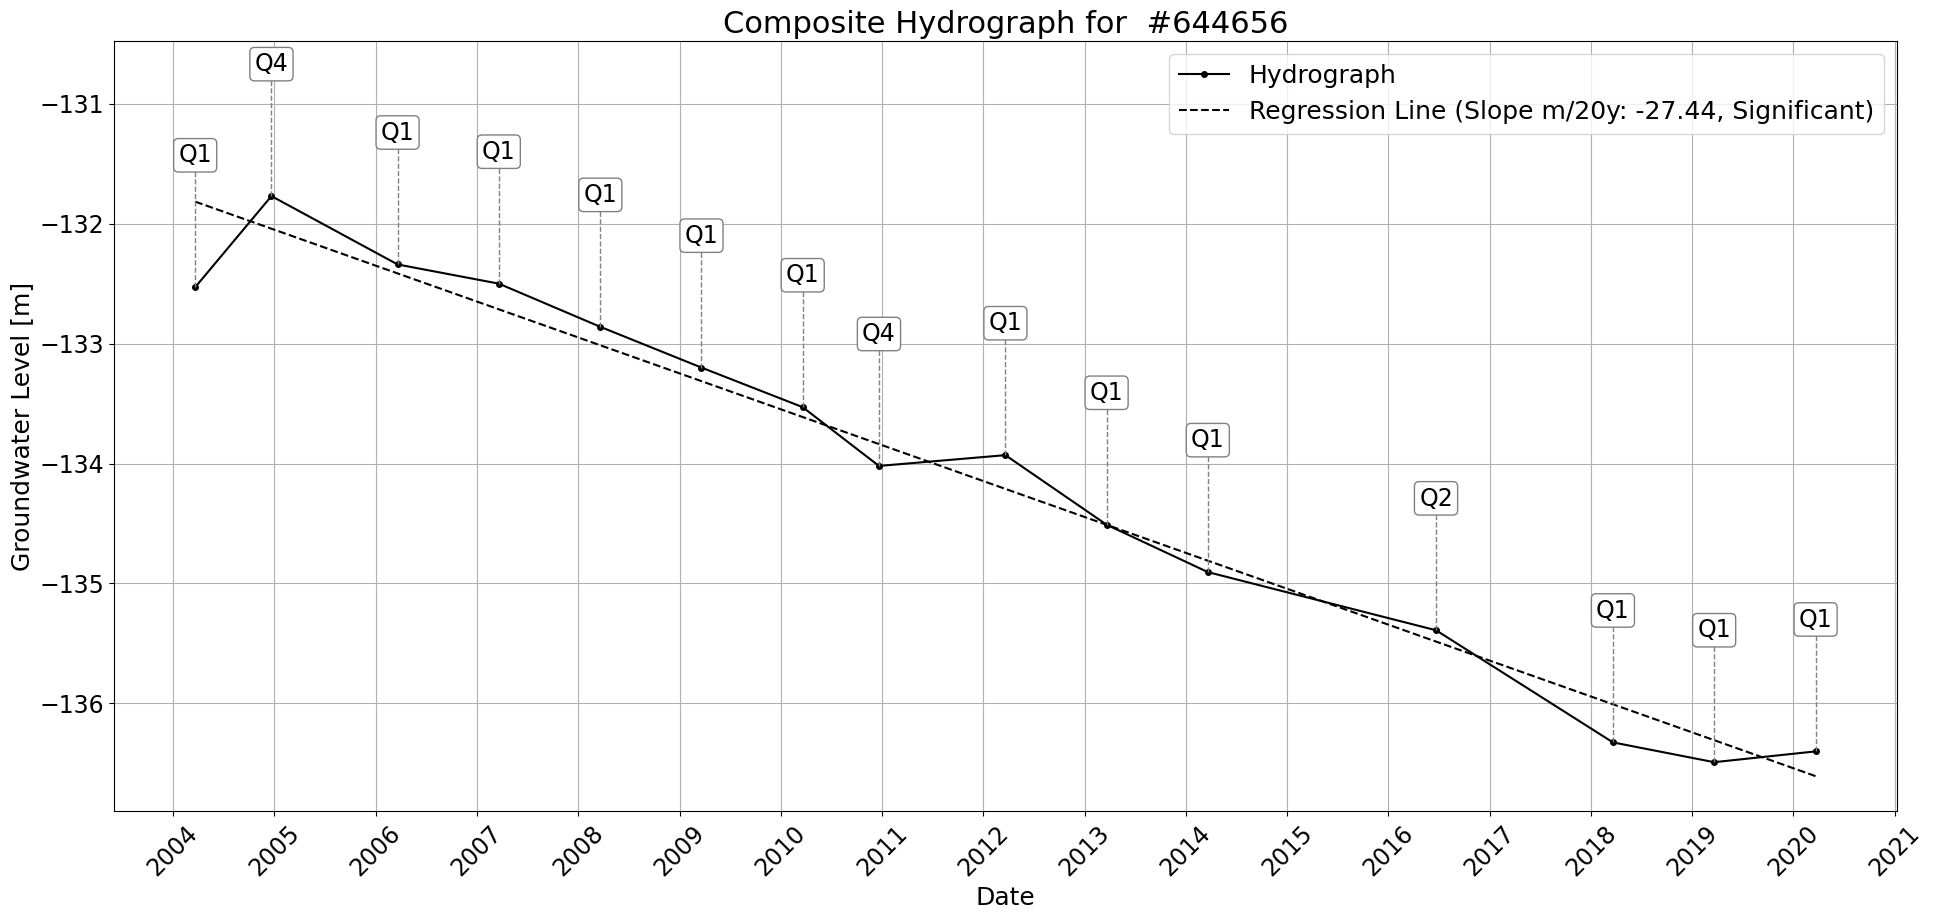 Composite Hydrograph for  #644656
Hydrograph
Regression Line (Slope m/20y: -27.44, Significant)
Groundwater Level [m]
−131
−132
−133
−134
−135
−136
Q1
Q4
Q1
Q1
Q1
Q1
Q1
Q4
Q1
Q1
Q1
Q2
Q1
Q1
Q1
2004
2005
2006
2007
2008
2009
2010
2011
2012
2013
2014
2015
2016
2017
2018
2019
2020
2021
Date